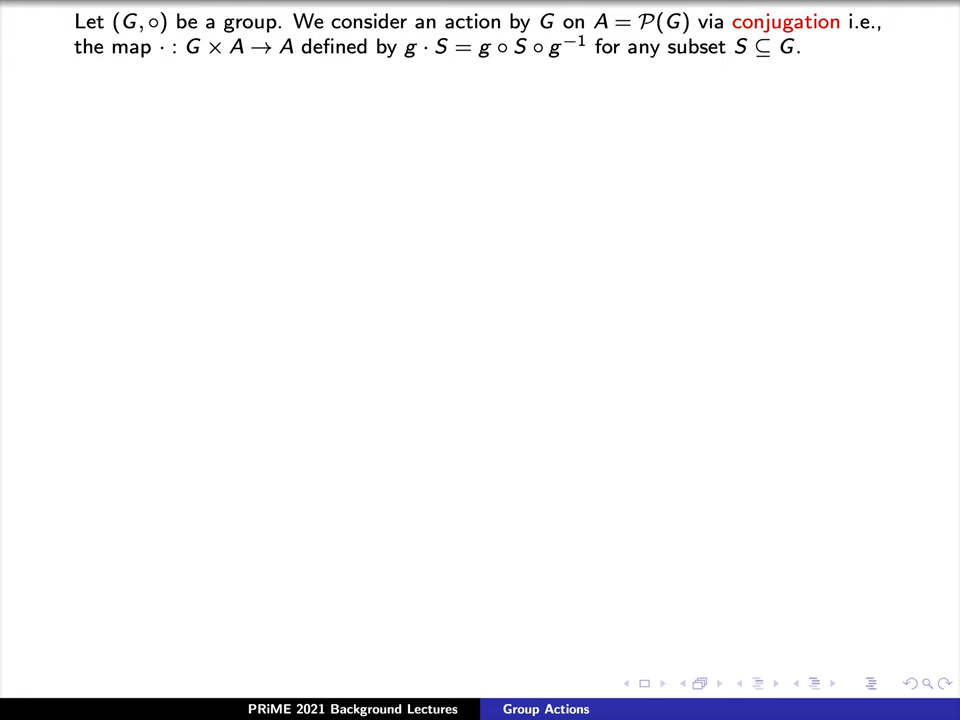 Let (G, ∘) be a group. We consider an action by G on A = 𝒫(G) via conjugation i.e.,
the map · : G × A → A defined by g · S = g ∘ S ∘ g⁻¹ for any subset S ⊆ G.
PRiME 2021 Background Lectures
Group Actions